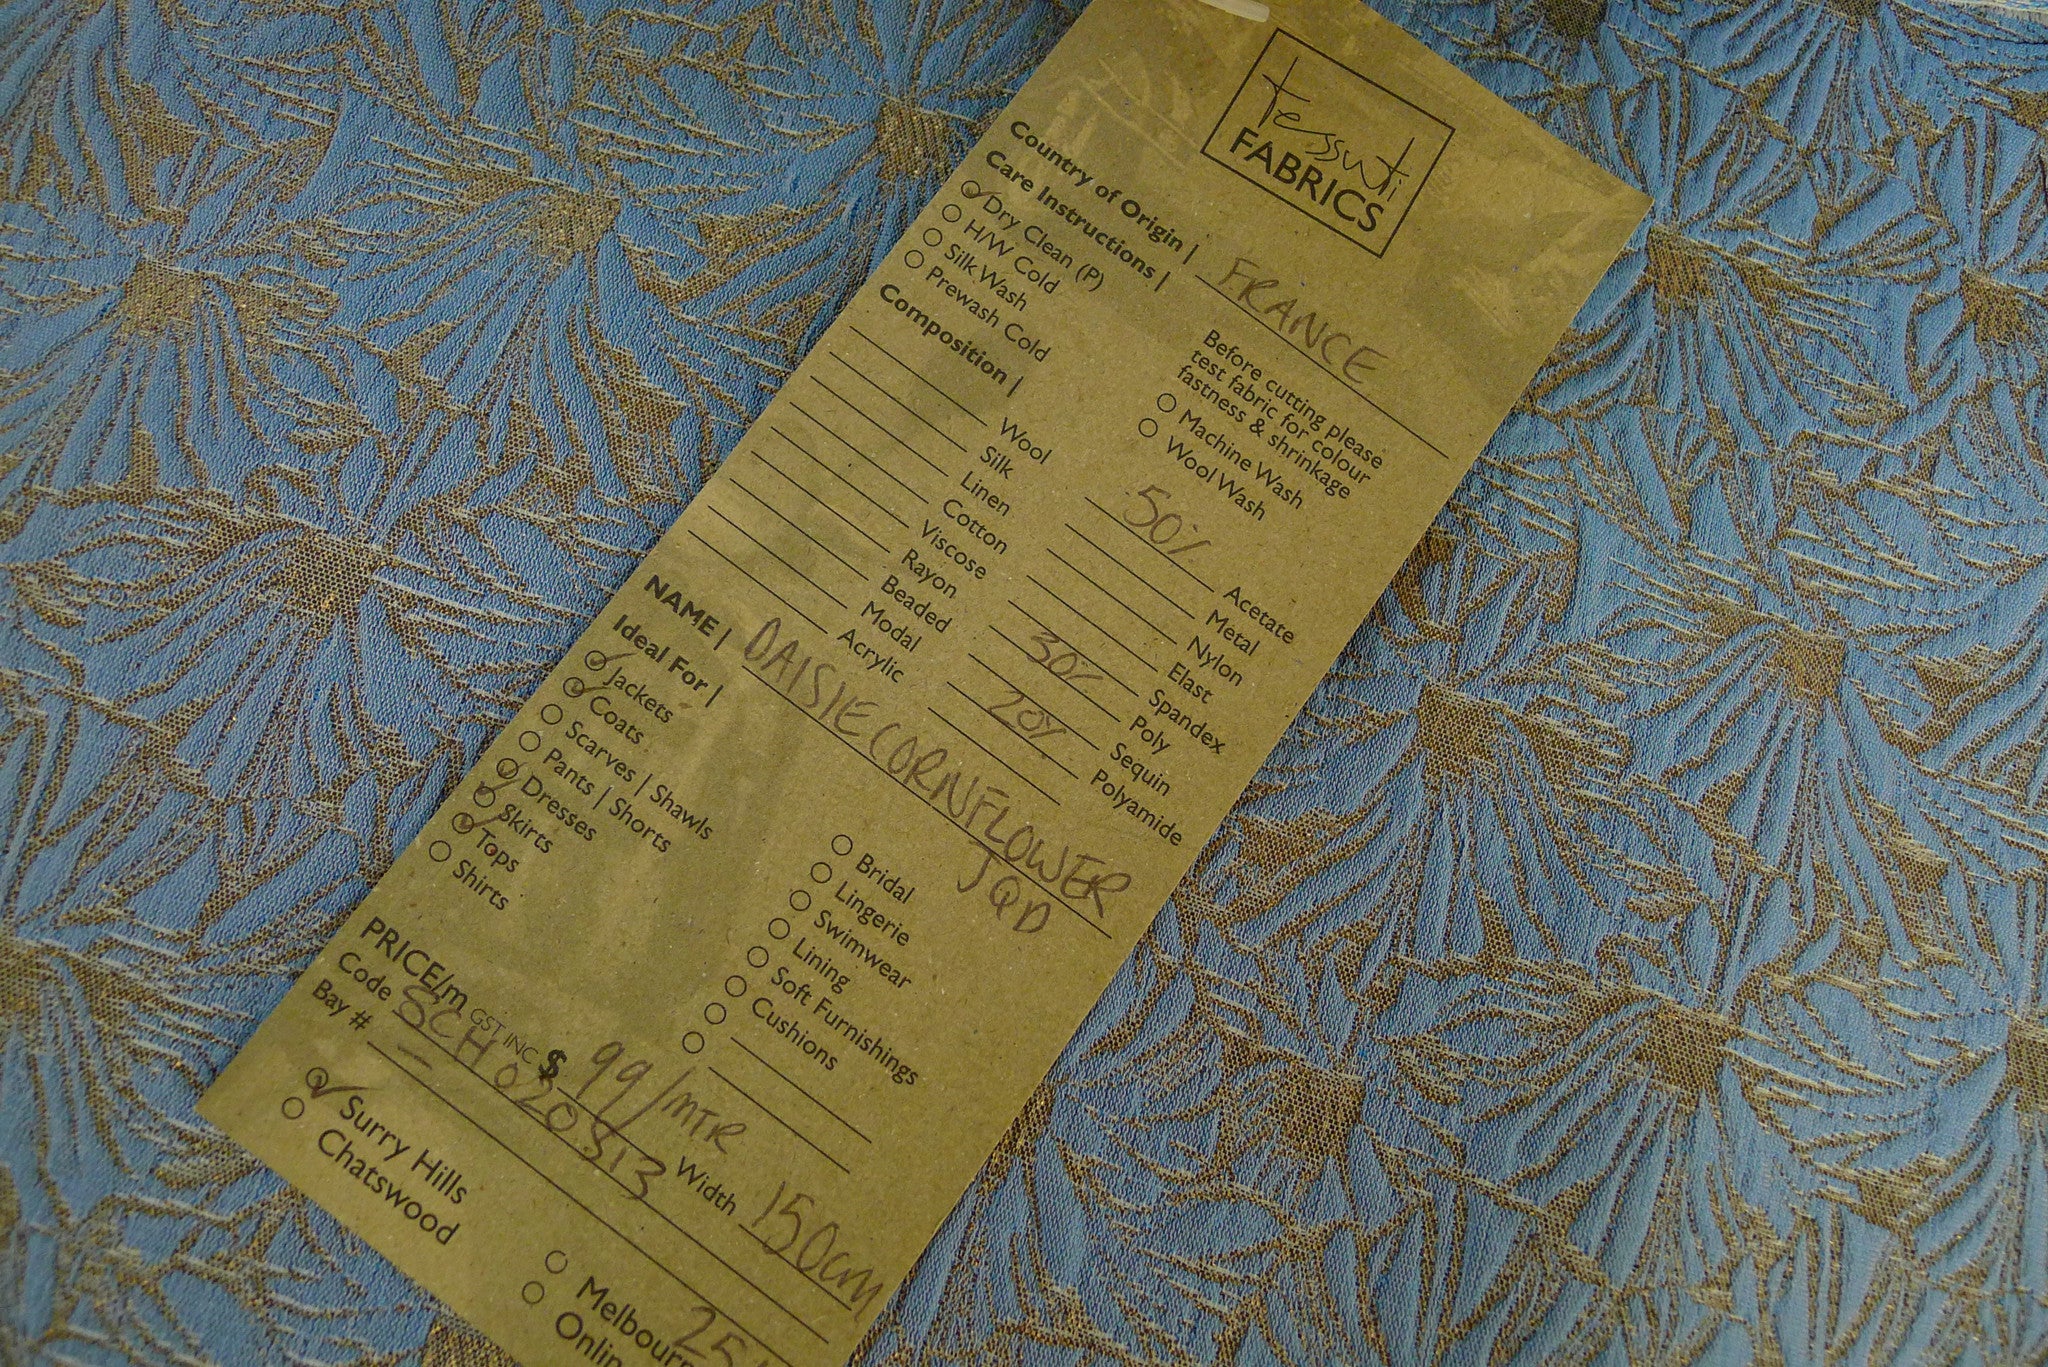 tessuti
FABRICS
Country of Origin | FRANCE
Care Instructions |
Dry Clean (P)
H/W Cold
Silk Wash
Prewash Cold
Before cutting please
test fabric for colour
fastness & shrinkage
Machine Wash
Wool Wash
Composition |
Wool 50% Acetate
Silk Metal
Linen Nylon
Cotton Elast
Viscose Spandex
Rayon 30% Poly
Beaded Sequin
Modal 20% Polyamide
Acrylic
NAME | DAISIE CORNFLOWER
JQD
Ideal For |
Jackets
Coats
Scarves | Shawls
Pants | Shorts
Dresses
Skirts
Tops
Shirts
Bridal
Lingerie
Swimwear
Lining
Soft Furnishings
Cushions
PRICE/m GST INC $ 99/MTR Width 150cm
Code SCH 020513
Bay # –
Surry Hills
Chatswood
Melbourn
Onlin